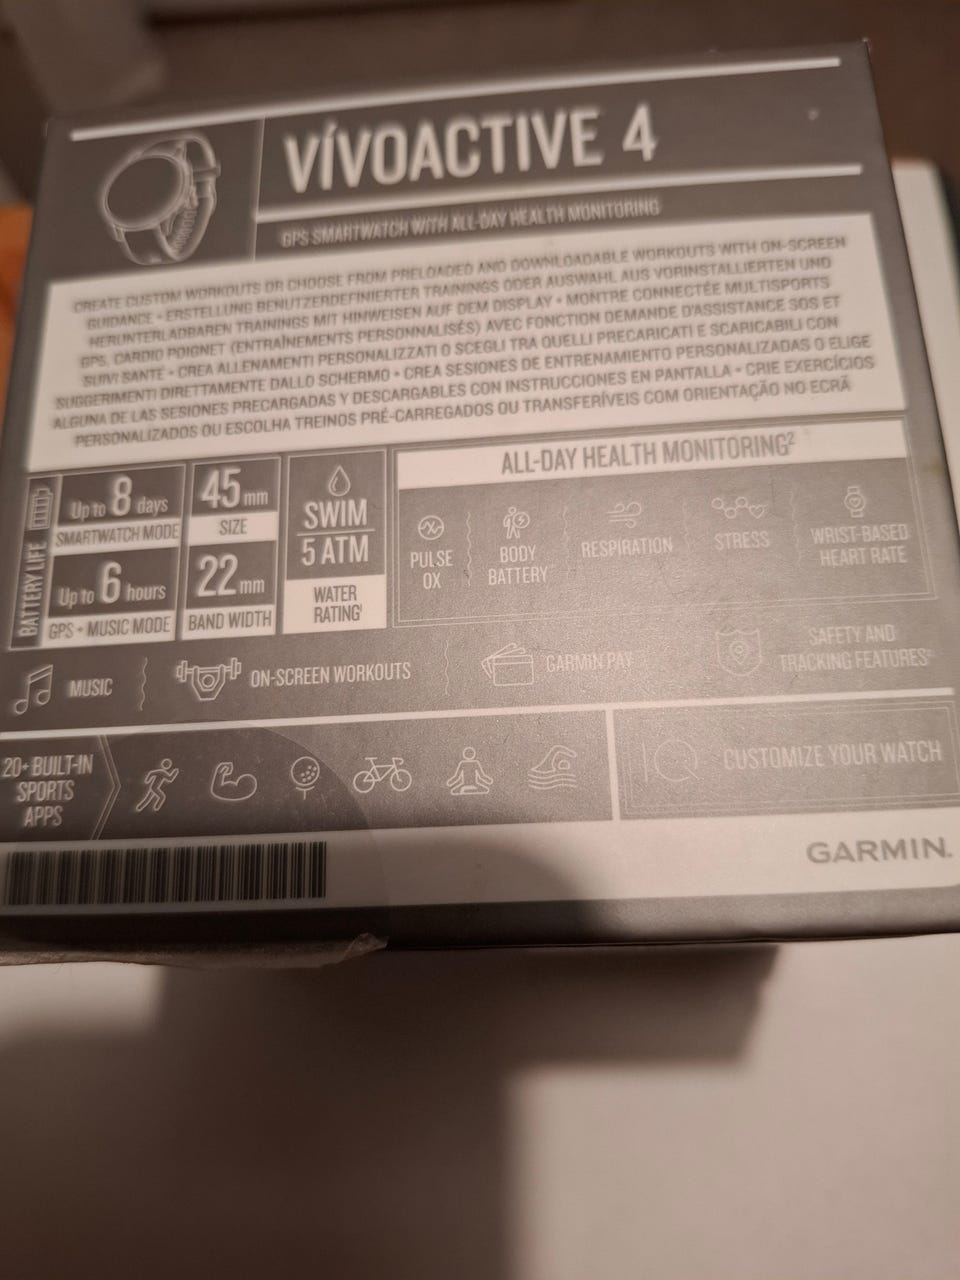 VÍVOACTIVE 4
GPS SMARTWATCH WITH ALL-DAY HEALTH MONITORING
CREATE CUSTOM WORKOUTS OR CHOOSE FROM PRELOADED AND DOWNLOADABLE WORKOUTS WITH ON-SCREEN
GUIDANCE • ERSTELLUNG BENUTZERDEFINIERTER TRAININGS ODER AUSWAHL AUS VORINSTALLIERTEN UND
HERUNTERLADBAREN TRAININGS MIT HINWEISEN AUF DEM DISPLAY • MONTRE CONNECTÉE MULTISPORTS
GPS, CARDIO POIGNET (ENTRAÎNEMENTS PERSONNALISÉS) AVEC FONCTION DEMANDE D'ASSISTANCE SOS ET
SUIVI SANTÉ • CREA ALLENAMENTI PERSONALIZZATI O SCEGLI TRA QUELLI PRECARICATI E SCARICABILI CON
SUGGERIMENTI DIRETTAMENTE DALLO SCHERMO • CREA SESIONES DE ENTRENAMIENTO PERSONALIZADAS O ELIGE
ALGUNA DE LAS SESIONES PRECARGADAS Y DESCARGABLES CON INSTRUCCIONES EN PANTALLA • CRIE EXERCÍCIOS
PERSONALIZADOS OU ESCOLHA TREINOS PRÉ-CARREGADOS OU TRANSFERÍVEIS COM ORIENTAÇÃO NO ECRÃ
BATTERY LIFE
Up to 8 days
SMARTWATCH MODE
Up to 6 hours
GPS + MUSIC MODE
45 mm
SIZE
22 mm
BAND WIDTH
SWIM
5 ATM
WATER
RATING¹
ALL-DAY HEALTH MONITORING²
PULSE
OX
BODY
BATTERY
RESPIRATION
STRESS
WRIST-BASED
HEART RATE
MUSIC
ON-SCREEN WORKOUTS
GARMIN PAY
SAFETY AND
TRACKING FEATURES³
20+ BUILT-IN
SPORTS
APPS
CUSTOMIZE YOUR WATCH
GARMIN.